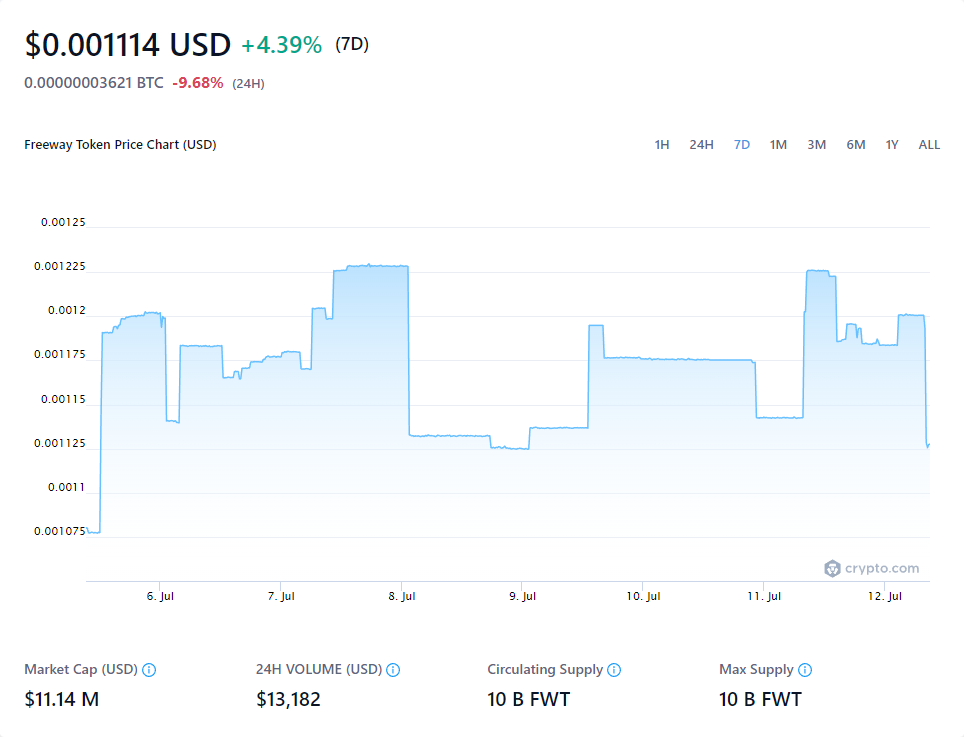 $0.001114 USD +4.39% (7D)
0.00000003621 BTC -9.68% (24H)
Freeway Token Price Chart (USD) 1H 24H 7D 1M 3M 6M 1Y ALL
0.00125
0.001225
0.0012
0.001175
0.00115
0.001125
0.0011
0.001075
crypto.com
6. Jul 7. Jul 8. Jul 9. Jul 10. Jul 11. Jul 12. Jul
Market Cap (USD) 24H VOLUME (USD) Circulating Supply Max Supply
$11.14 M $13,182 10 B FWT 10 B FWT